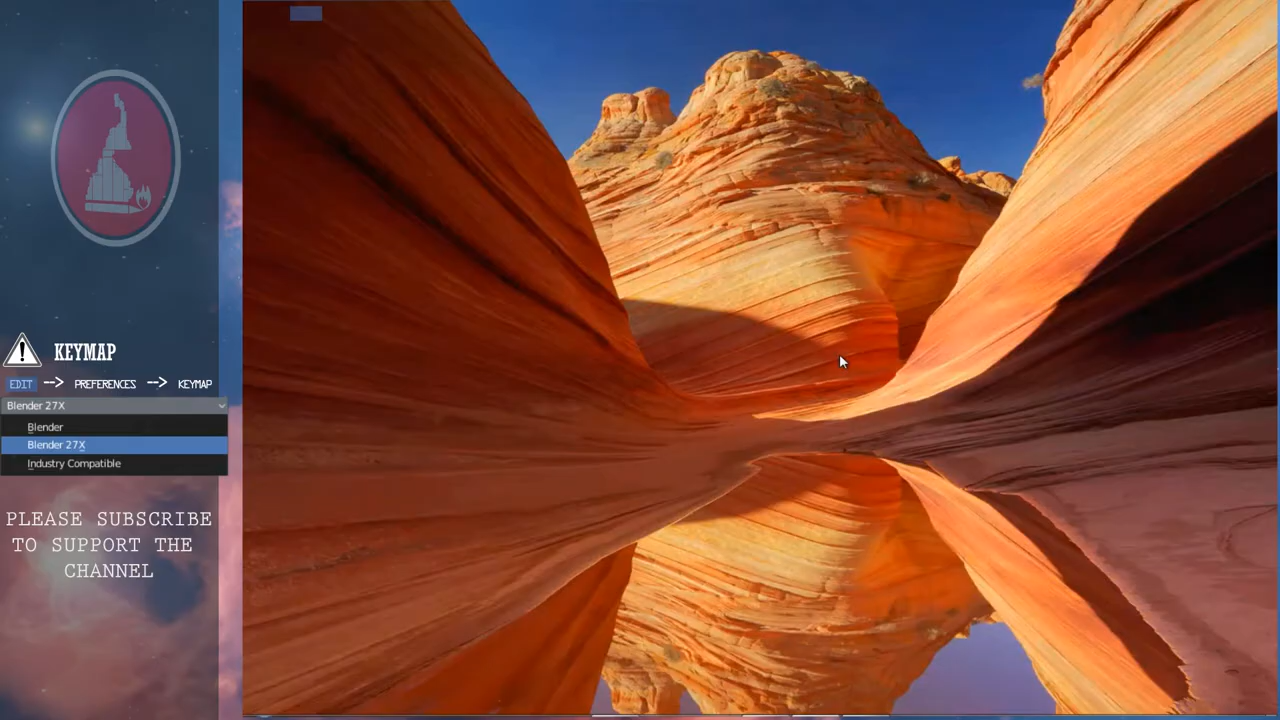 KEYMAP
EDIT --> PREFERENCES --> KEYMAP
Blender 27X
Blender
Blender 27X
Industry Compatible
PLEASE SUBSCRIBE
TO SUPPORT THE
CHANNEL